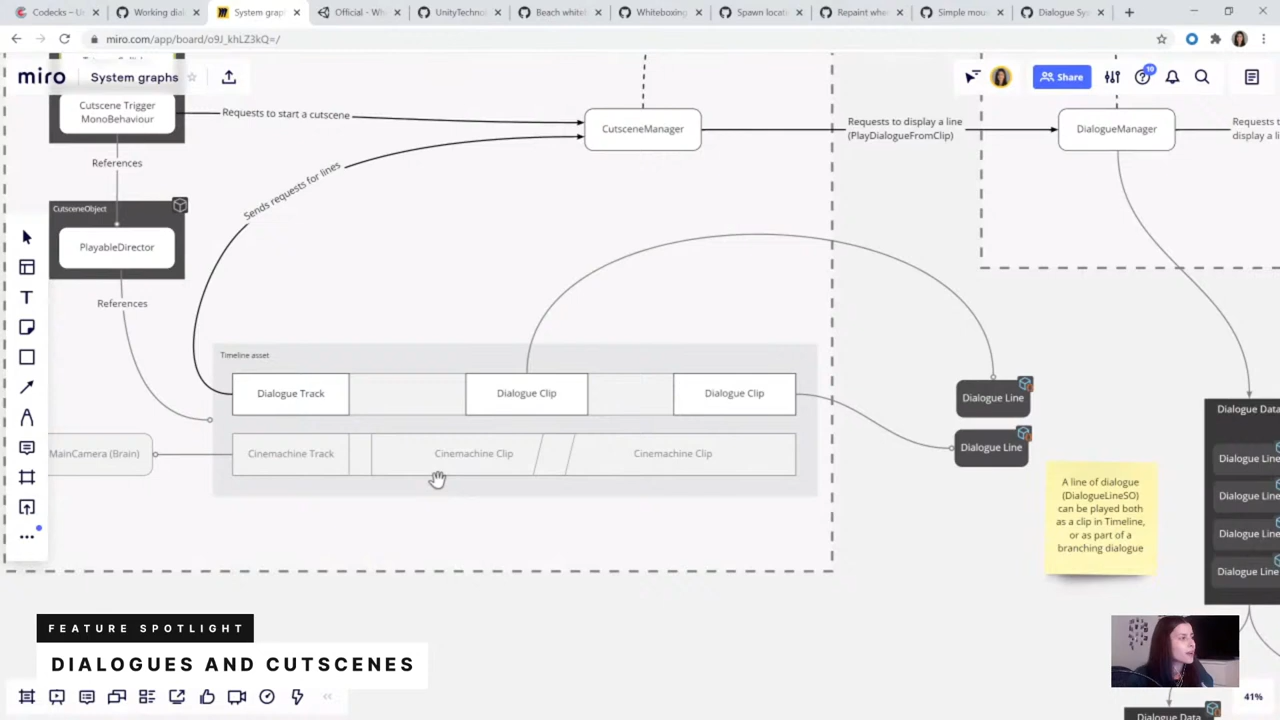 Codecks - U
Working dia
System grap
Official - Wh
UnityTechno
Beach white
Whiteboxing
Spawn locati
Repaint whe
Simple mou
Dialogue Sy
miro.com/app/board/o9J_khLZ3kQ=/
miro
System graphs
Share
10
Cutscene Trigger
MonoBehaviour
Requests to start a cutscene
CutsceneManager
Requests to display a line
(PlayDialogueFromClip)
DialogueManager
Requests t
display a li
References
Sends requests for lines
CutsceneObject
PlayableDirector
References
Timeline asset
Dialogue Track
Dialogue Clip
Dialogue Clip
Dialogue Line
Dialogue Line
MainCamera (Brain)
Cinemachine Track
Cinemachine Clip
Cinemachine Clip
Dialogue Data
Dialogue Line
Dialogue Line
Dialogue Line
Dialogue Line
A line of dialogue
(DialogueLineSO)
can be played both
as a clip in Timeline,
or as part of a
branching dialogue
FEATURE SPOTLIGHT
DIALOGUES AND CUTSCENES
Dialogue Data
41%